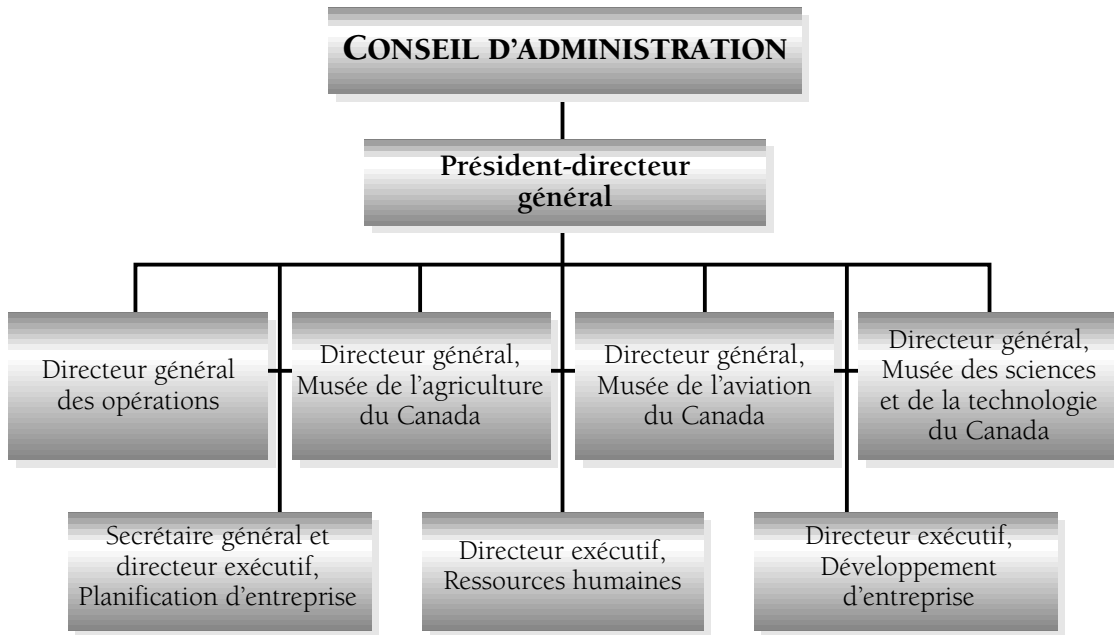 CONSEIL D'ADMINISTRATION
Président-directeur
général
Directeur général
des opérations
Directeur général,
Musée de l'agriculture
du Canada
Directeur général,
Musée de l'aviation
du Canada
Directeur général,
Musée des sciences
et de la technologie
du Canada
Secrétaire général et
directeur exécutif,
Planification d'entreprise
Directeur exécutif,
Ressources humaines
Directeur exécutif,
Développement
d'entreprise